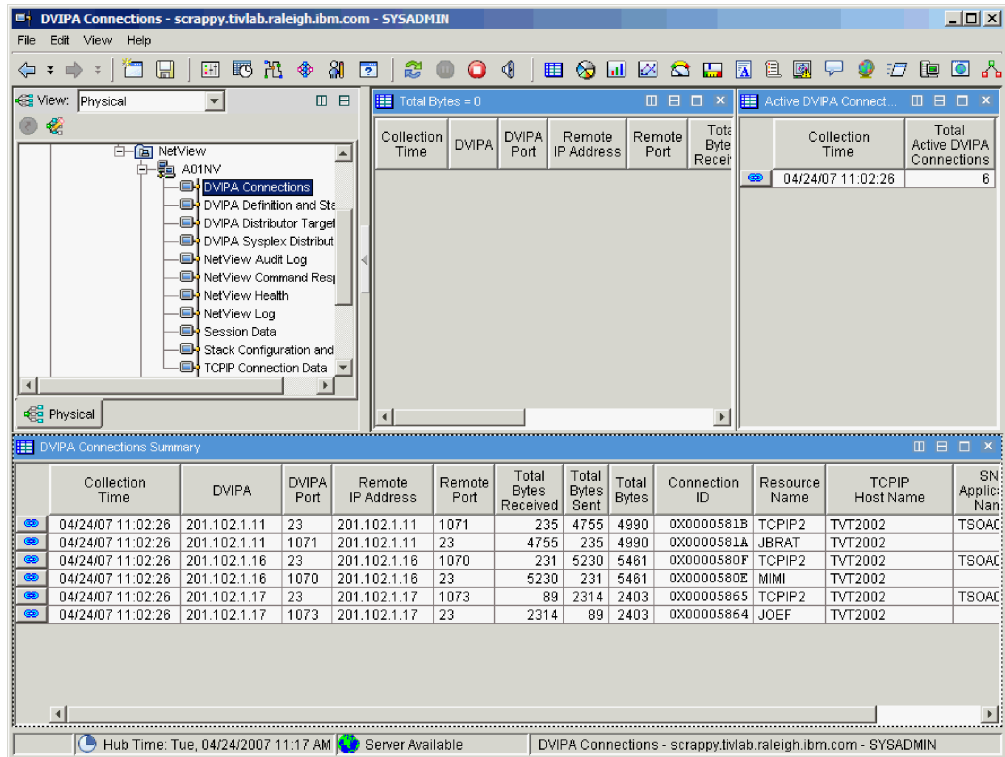 DVIPA Connections - scrappy.tivlab.raleigh.ibm.com - SYSADMIN
File Edit View Help
View: Physical
NetView
A01NV
DVIPA Connections
DVIPA Definition and Sta
DVIPA Distributor Target
DVIPA Sysplex Distribut
NetView Audit Log
NetView Command Resp
NetView Health
NetView Log
Session Data
Stack Configuration and
TCPIP Connection Data
Physical
Total Bytes = 0
Collection Time DVIPA DVIPA Port Remote IP Address Remote Port Tota Byte Recei
Active DVIPA Connect...
Collection Time Total Active DVIPA Connections
04/24/07 11:02:26 6
DVIPA Connections Summary
Collection Time DVIPA DVIPA Port Remote IP Address Remote Port Total Bytes Received Total Bytes Sent Total Bytes Connection ID Resource Name TCPIP Host Name SN Applica Nan
04/24/07 11:02:26 201.102.1.11 23 201.102.1.11 1071 235 4755 4990 0X0000581B TCPIP2 TVT2002 TSOAC
04/24/07 11:02:26 201.102.1.11 1071 201.102.1.11 23 4755 235 4990 0X0000581A JBRAT TVT2002
04/24/07 11:02:26 201.102.1.16 23 201.102.1.16 1070 231 5230 5461 0X0000580F TCPIP2 TVT2002 TSOAC
04/24/07 11:02:26 201.102.1.16 1070 201.102.1.16 23 5230 231 5461 0X0000580E MIMI TVT2002
04/24/07 11:02:26 201.102.1.17 23 201.102.1.17 1073 89 2314 2403 0X00005865 TCPIP2 TVT2002 TSOAC
04/24/07 11:02:26 201.102.1.17 1073 201.102.1.17 23 2314 89 2403 0X00005864 JOEF TVT2002
Hub Time: Tue, 04/24/2007 11:17 AM Server Available DVIPA Connections - scrappy.tivlab.raleigh.ibm.com - SYSADMIN